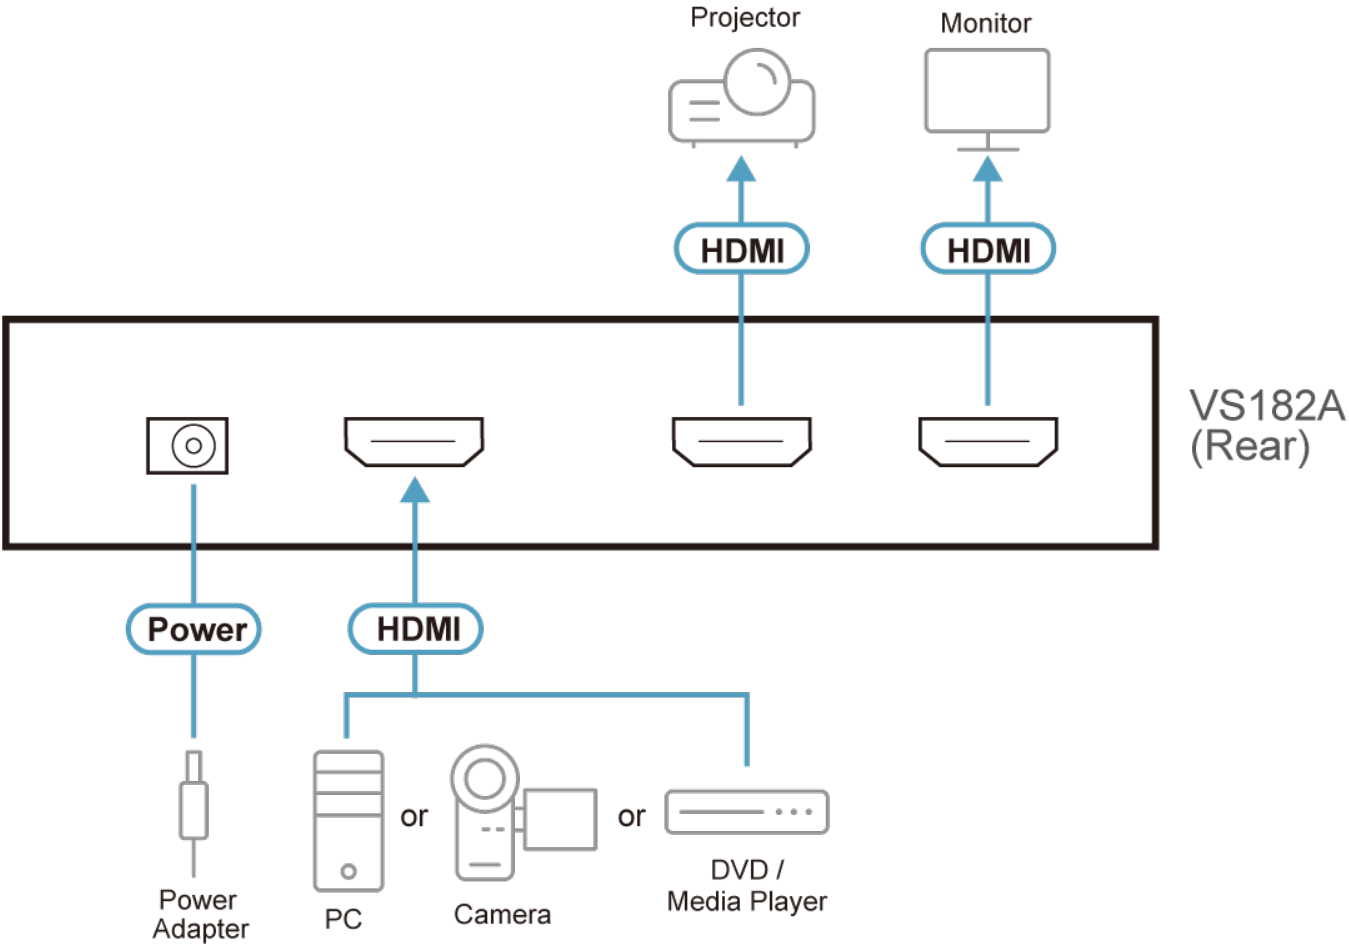 Projector
Monitor
HDMI
HDMI
VS182A
(Rear)
Power
HDMI
or
or
DVD /
Media Player
Power
Adapter
PC
Camera